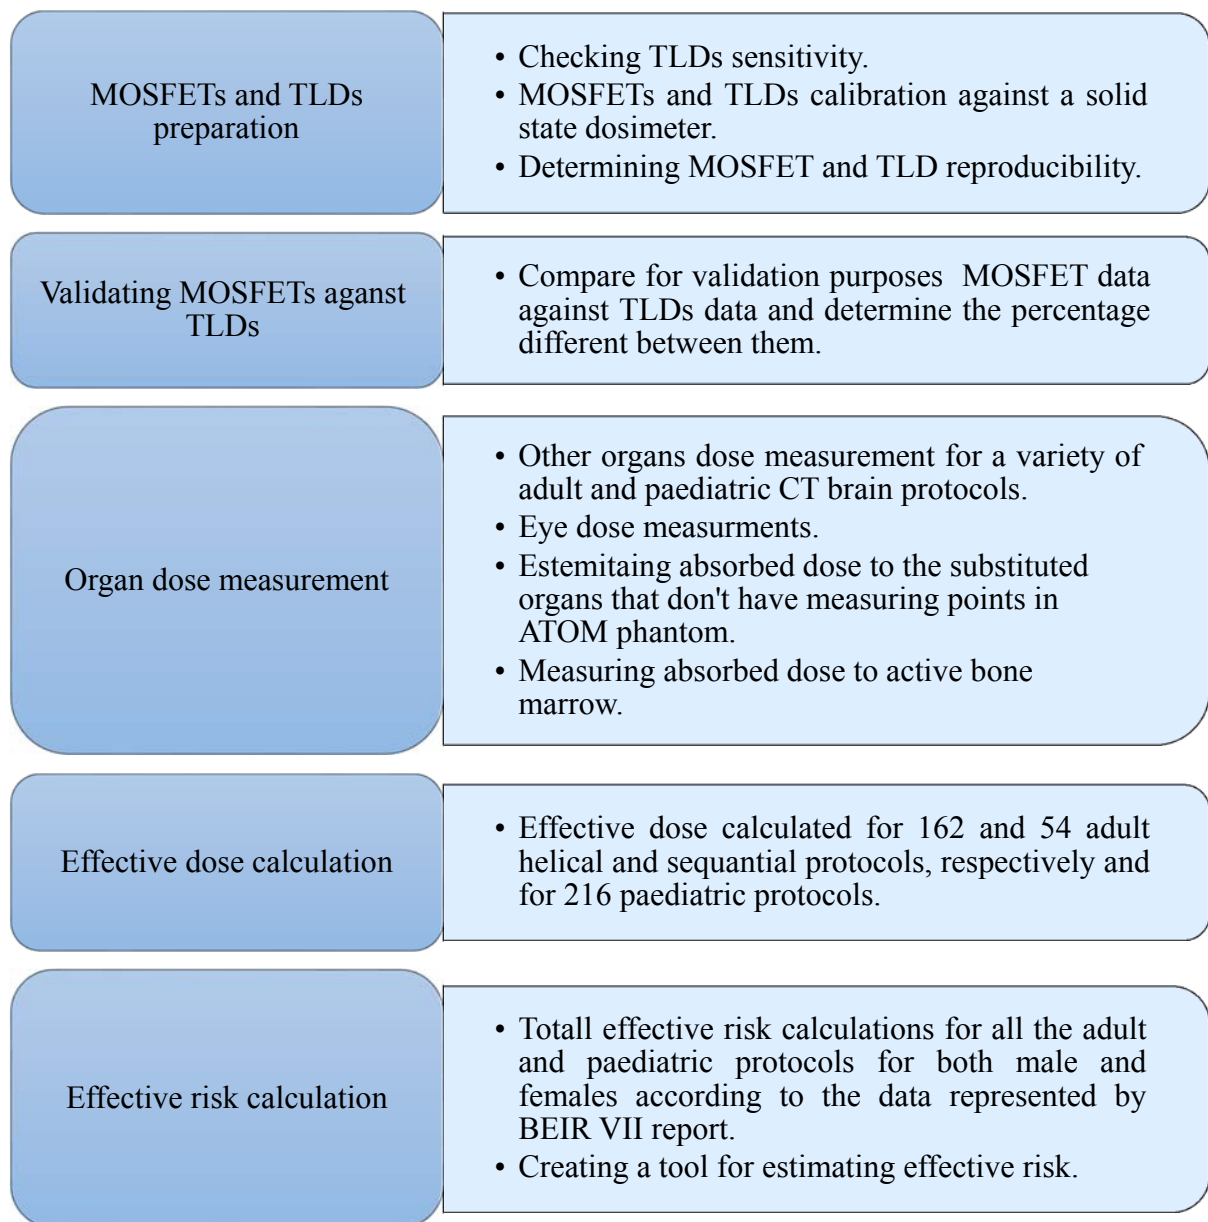 MOSFETs and TLDs
preparation
• Checking TLDs sensitivity.
• MOSFETs and TLDs calibration against a solid
state dosimeter.
• Determining MOSFET and TLD reproducibility.
Validating MOSFETs aganst
TLDs
• Compare for validation purposes MOSFET data
against TLDs data and determine the percentage
different between them.
Organ dose measurement
• Other organs dose measurement for a variety of
adult and paediatric CT brain protocols.
• Eye dose measurments.
• Estemitaing absorbed dose to the substituted
organs that don't have measuring points in
ATOM phantom.
• Measuring absorbed dose to active bone
marrow.
Effective dose calculation
• Effective dose calculated for 162 and 54 adult
helical and sequantial protocols, respectively and
for 216 paediatric protocols.
Effective risk calculation
• Totall effective risk calculations for all the adult
and paediatric protocols for both male and
females according to the data represented by
BEIR VII report.
• Creating a tool for estimating effective risk.